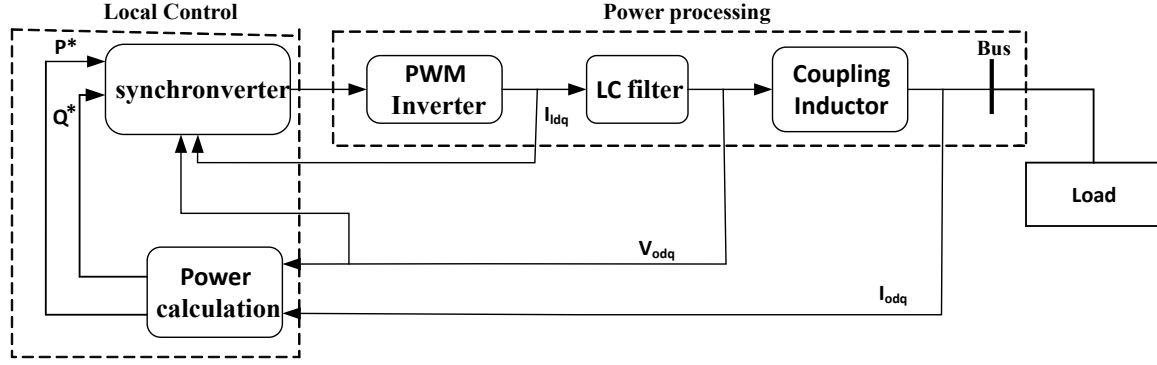 Local Control
Power processing
P*
Q*
synchronverter
PWM
Inverter
I_ldq
LC filter
Coupling
Inductor
Bus
Load
V_odq
I_odq
Power
calculation